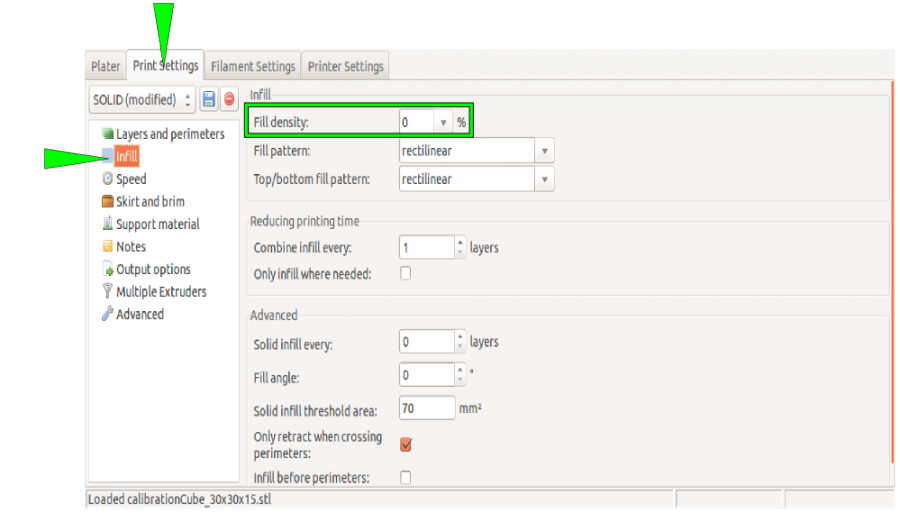 Plater Print Settings Filament Settings Printer Settings
SOLID (modified)
Layers and perimeters
Infill
Speed
Skirt and brim
Support material
Notes
Output options
Multiple Extruders
Advanced
Infill
Fill density: 0 %
Fill pattern: rectilinear
Top/bottom fill pattern: rectilinear
Reducing printing time
Combine infill every: 1 layers
Only infill where needed:
Advanced
Solid infill every: 0 layers
Fill angle: 0 °
Solid infill threshold area: 70 mm²
Only retract when crossing
perimeters:
Infill before perimeters:
Loaded calibrationCube_30x30x15.stl